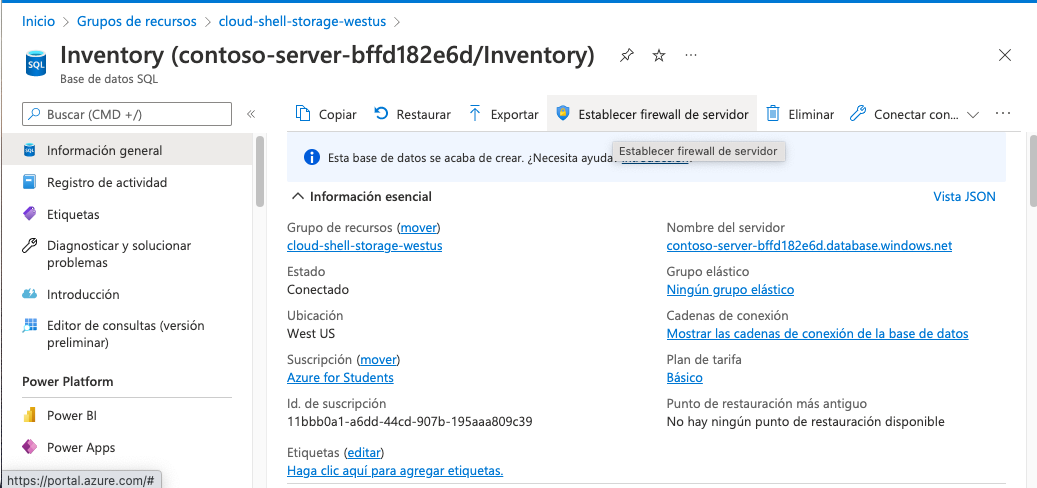 Inicio > Grupos de recursos > cloud-shell-storage-westus >
Inventory (contoso-server-bffd182e6d/Inventory)
SQL
Base de datos SQL
Buscar (CMD +/)
«
Copiar Restaurar Exportar Establecer firewall de servidor Eliminar Conectar con...
Información general
Registro de actividad
Etiquetas
Diagnosticar y solucionar
problemas
Introducción
Editor de consultas (versión
preliminar)
Power Platform
Power BI
Power Apps
https://portal.azure.com/#
Establecer firewall de servidor
Esta base de datos se acaba de crear. ¿Necesita ayuda?
Información esencial
Vista JSON
Grupo de recursos (mover)
cloud-shell-storage-westus
Estado
Conectado
Ubicación
West US
Suscripción (mover)
Azure for Students
Id. de suscripción
11bbb0a1-a6dd-44cd-907b-195aaa809c39
Etiquetas (editar)
Haga clic aquí para agregar etiquetas.
Nombre del servidor
contoso-server-bffd182e6d.database.windows.net
Grupo elástico
Ningún grupo elástico
Cadenas de conexión
Mostrar las cadenas de conexión de la base de datos
Plan de tarifa
Básico
Punto de restauración más antiguo
No hay ningún punto de restauración disponible